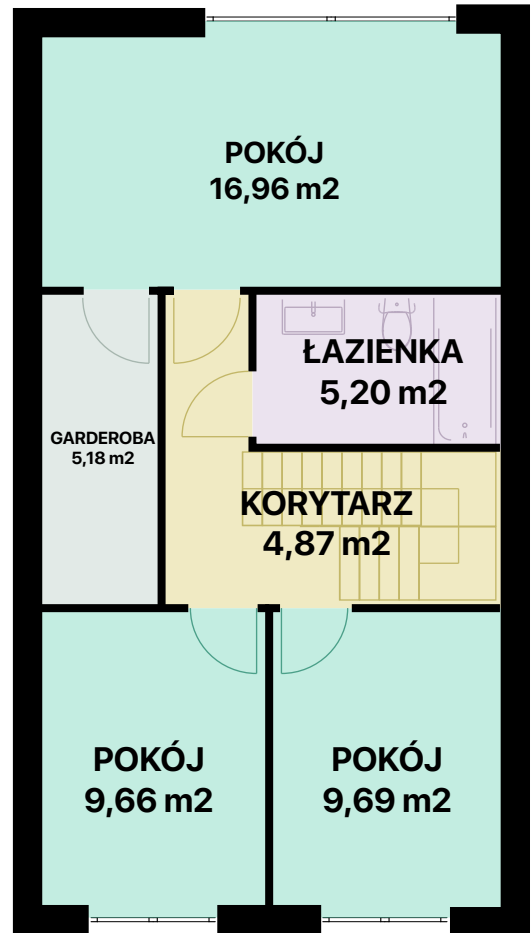 POKÓJ
16,96 m2
ŁAZIENKA
5,20 m2
GARDEROBA
5,18 m2
KORYTARZ
4,87 m2
POKÓJ
9,66 m2
POKÓJ
9,69 m2